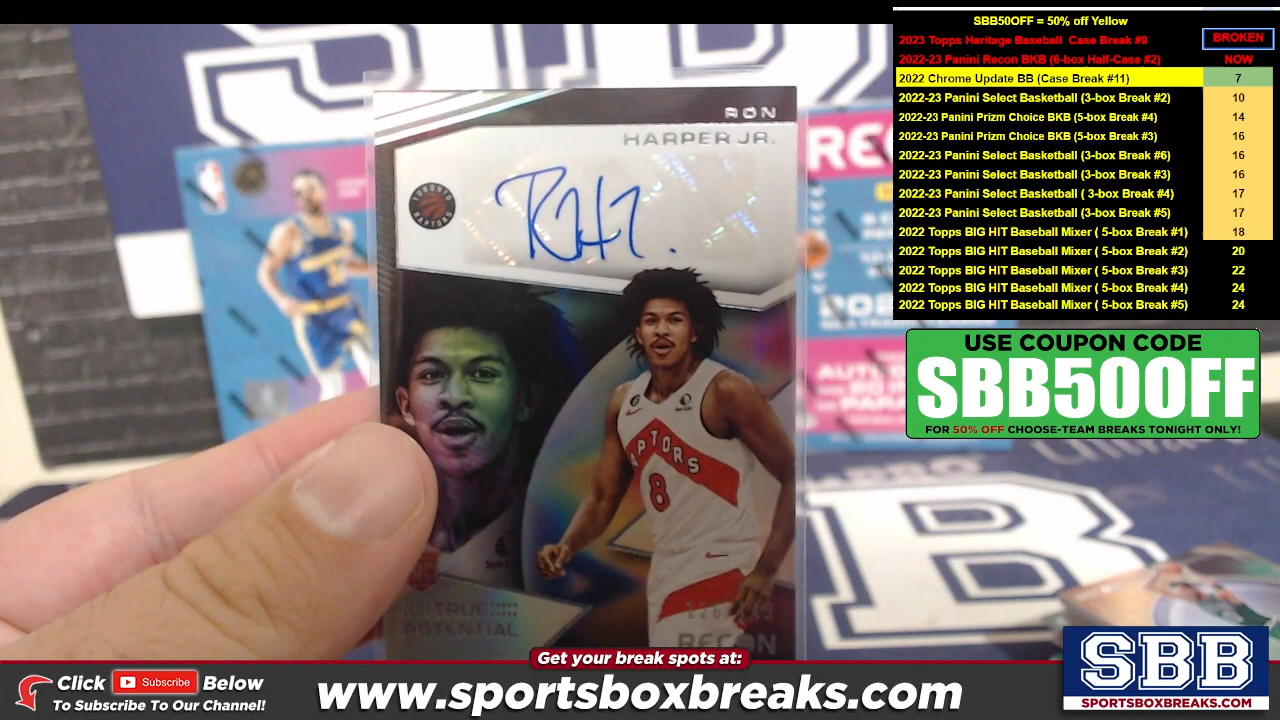 SBB50OFF = 50% off Yellow
2023 Topps Heritage Baseball Case Break #9 BROKEN
2022-23 Panini Recon BKB (6-box Half-Case #2) NOW
2022 Chrome Update BB (Case Break #11) 7
2022-23 Panini Select Basketball (3-box Break #2) 10
2022-23 Panini Prizm Choice BKB (5-box Break #4) 14
2022-23 Panini Prizm Choice BKB (5-box Break #3) 16
2022-23 Panini Select Basketball (3-box Break #6) 16
2022-23 Panini Select Basketball (3-box Break #3) 16
2022-23 Panini Select Basketball ( 3-box Break #4) 17
2022-23 Panini Select Basketball (3-box Break #5) 17
2022 Topps BIG HIT Baseball Mixer ( 5-box Break #1) 18
2022 Topps BIG HIT Baseball Mixer ( 5-box Break #2) 20
2022 Topps BIG HIT Baseball Mixer ( 5-box Break #3) 22
2022 Topps BIG HIT Baseball Mixer ( 5-box Break #4) 24
2022 Topps BIG HIT Baseball Mixer ( 5-box Break #5) 24
RON
HARPER JR.
TORONTO
RAPTORS
RAPTORS
8
TRUE
POTENTIAL
RECON
USE COUPON CODE
SBB50OFF
FOR 50% OFF CHOOSE-TEAM BREAKS TONIGHT ONLY!
B
SBB
SPORTSBOXBREAKS.COM
Get your break spots at:
www.sportsboxbreaks.com
Click Subscribe Below
To Subscribe To Our Channel!